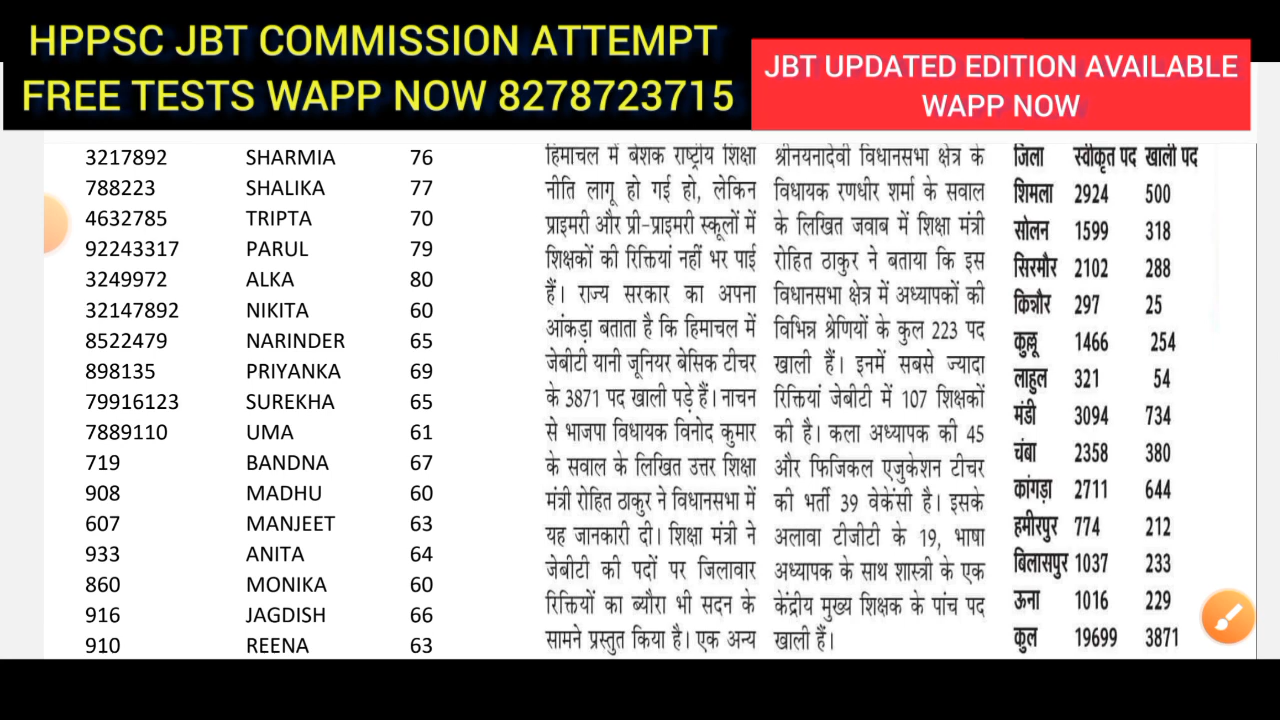 HPPSC JBT COMMISSION ATTEMPT
FREE TESTS WAPP NOW 8278723715
JBT UPDATED EDITION AVAILABLE
WAPP NOW
3217892 SHARMIA 76
788223 SHALIKA 77
4632785 TRIPTA 70
92243317 PARUL 79
3249972 ALKA 80
32147892 NIKITA 60
8522479 NARINDER 65
898135 PRIYANKA 69
79916123 SUREKHA 65
7889110 UMA 61
719 BANDNA 67
908 MADHU 60
607 MANJEET 63
933 ANITA 64
860 MONIKA 60
916 JAGDISH 66
910 REENA 63
हिमाचल में बेशक राष्ट्रीय शिक्षा
नीति लागू हो गई हो, लेकिन
प्राइमरी और प्री-प्राइमरी स्कूलों में
शिक्षकों की रिक्तियां नहीं भर पाई
हैं। राज्य सरकार का अपना
आंकड़ा बताता है कि हिमाचल में
जेबीटी यानी जूनियर बेसिक टीचर
के 3871 पद खाली पड़े हैं। नाचन
से भाजपा विधायक विनोद कुमार
के सवाल के लिखित उत्तर शिक्षा
मंत्री रोहित ठाकुर ने विधानसभा में
यह जानकारी दी। शिक्षा मंत्री ने
जेबीटी की पदों पर जिलावार
रिक्तियों का ब्यौरा भी सदन के
सामने प्रस्तुत किया है। एक अन्य
श्रीनयनादेवी विधानसभा क्षेत्र के
विधायक रणधीर शर्मा के सवाल
के लिखित जवाब में शिक्षा मंत्री
रोहित ठाकुर ने बताया कि इस
विधानसभा क्षेत्र में अध्यापकों की
विभिन्न श्रेणियों के कुल 223 पद
खाली हैं। इनमें सबसे ज्यादा
रिक्तियां जेबीटी में 107 शिक्षकों
की है। कला अध्यापक की 45
और फिजिकल एजुकेशन टीचर
की भर्ती 39 वेकेंसी है। इसके
अलावा टीजीटी के 19, भाषा
अध्यापक के साथ शास्त्री के एक
केंद्रीय मुख्य शिक्षक के पांच पद
खाली हैं।
जिला स्वीकृत पद खाली पद
शिमला 2924 500
सोलन 1599 318
सिरमौर 2102 288
किन्नौर 297 25
कुल्लू 1466 254
लाहुल 321 54
मंडी 3094 734
चंबा 2358 380
कांगड़ा 2711 644
हमीरपुर 774 212
बिलासपुर 1037 233
ऊना 1016 229
कुल 19699 3871